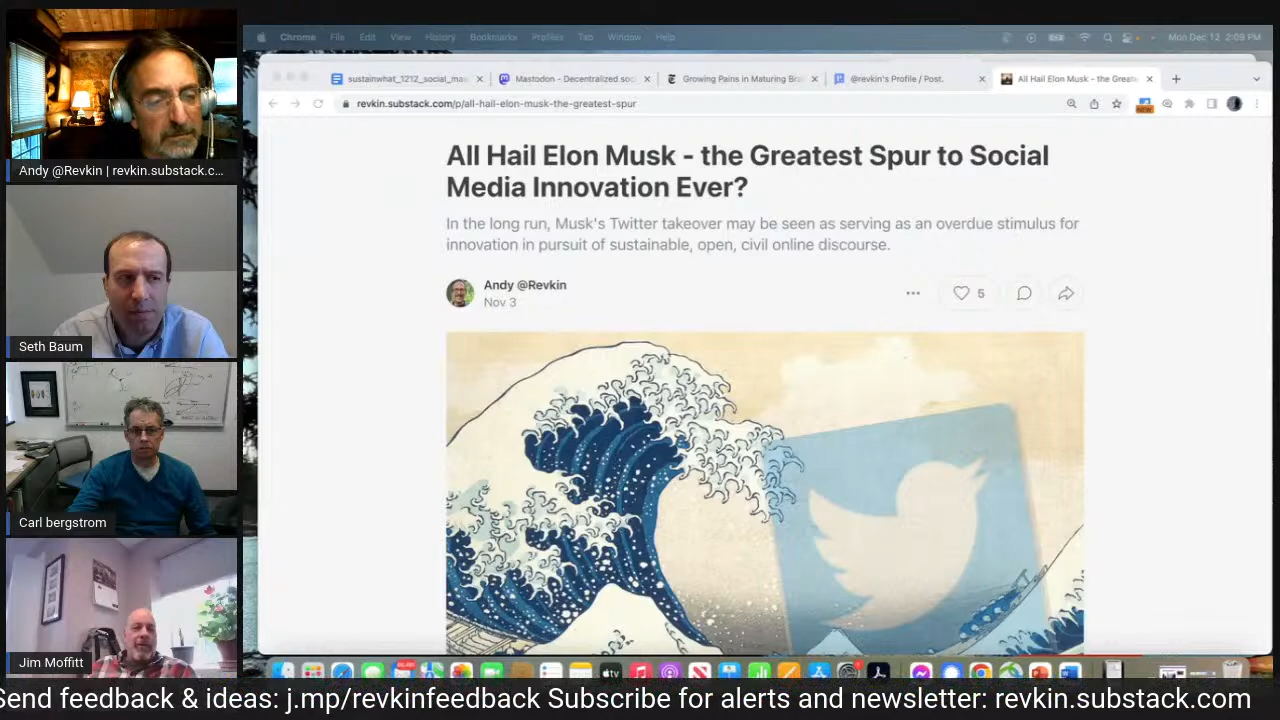 Chrome File Edit View History Bookmarks Profiles Tab Window Help
Mon Dec 12 2:09 PM
sustainwhat_1212_social_ma
Mastodon - Decentralized soc
Growing Pains in Maturing Bra
@revkin's Profile / Post.
All Hail Elon Musk - the Greate
revkin.substack.com/p/all-hail-elon-musk-the-greatest-spur
NEW
All Hail Elon Musk - the Greatest Spur to Social
Media Innovation Ever?
In the long run, Musk's Twitter takeover may be seen as serving as an overdue stimulus for
innovation in pursuit of sustainable, open, civil online discourse.
Andy @Revkin
Nov 3
5
Andy @Revkin | revkin.substack.c...
Seth Baum
Carl bergstrom
Jim Moffitt
Send feedback & ideas: j.mp/revkinfeedback Subscribe for alerts and newsletter: revkin.substack.com